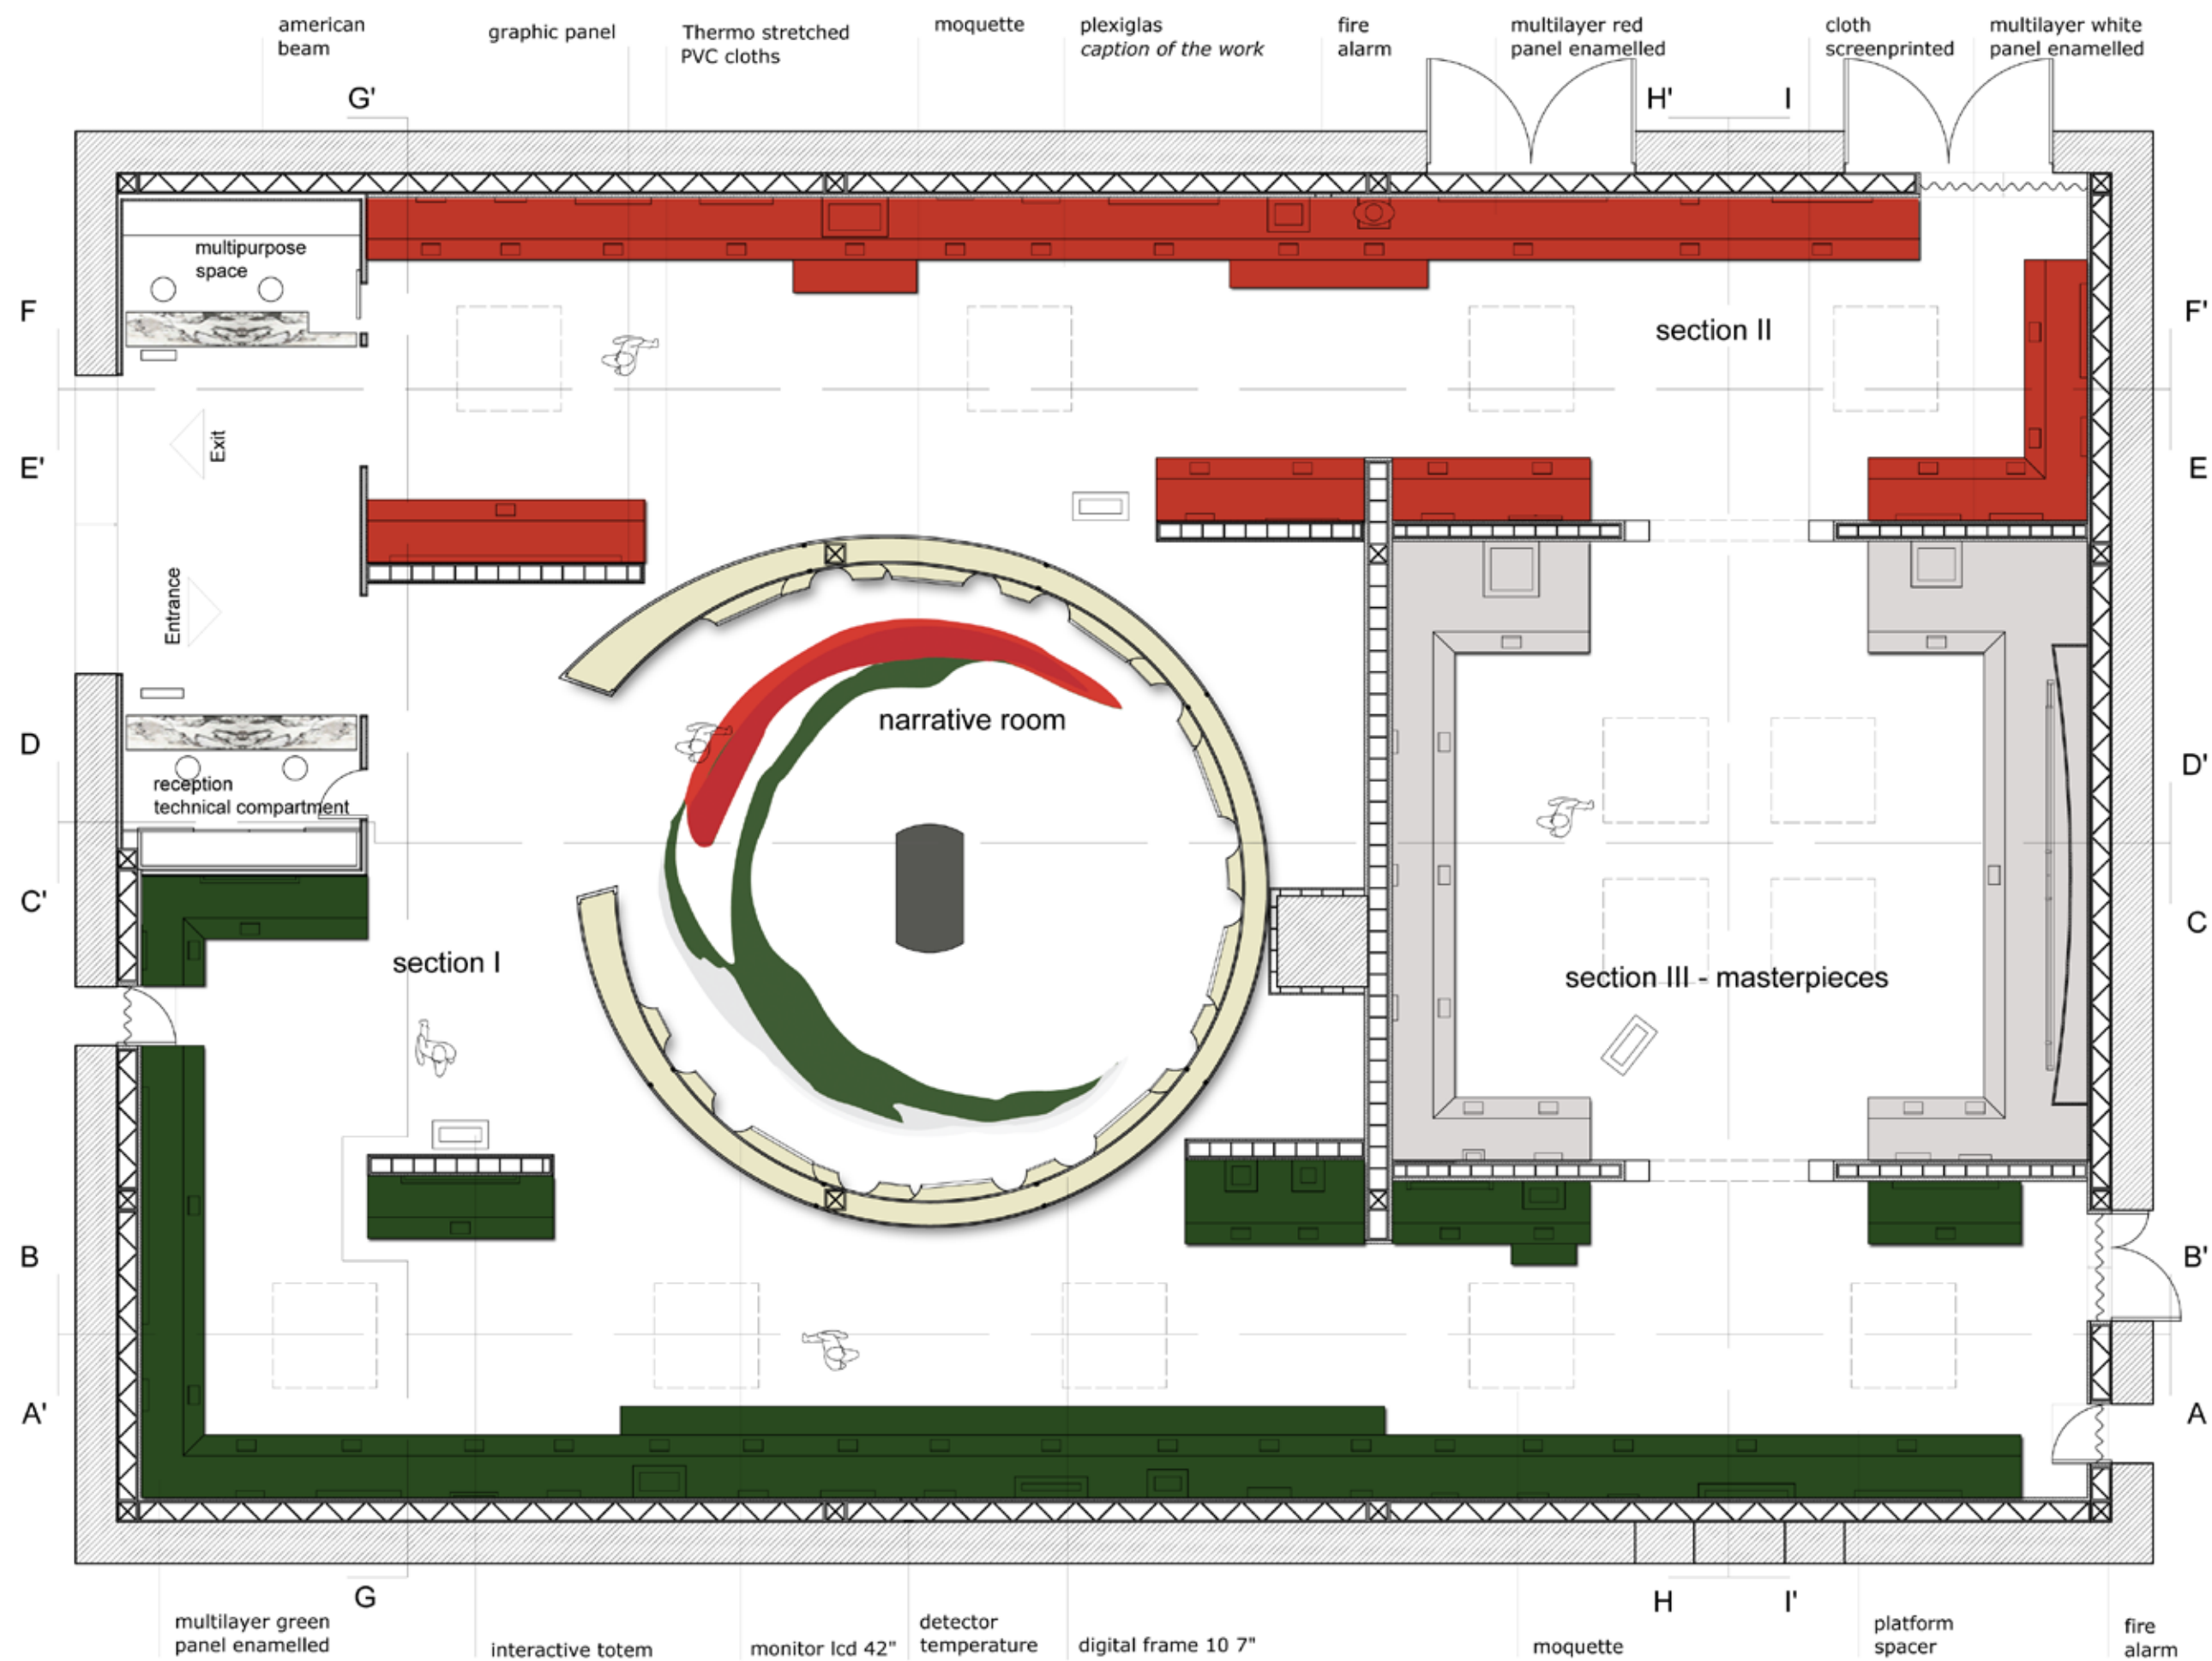 american
beam
graphic panel
Thermo stretched
PVC cloths
moquette
plexiglas
caption of the work
fire
alarm
multilayer red
panel enamelled
cloth
screenprinted
multilayer white
panel enamelled
G'
H'
I
multipurpose
space
F
section II
F'
Exit
E'
E
Entrance
narrative room
D
D'
reception
technical compartment
C'
C
section I
section III - masterpieces
B
B'
A'
A
G
H
I'
multilayer green
panel enamelled
interactive totem
monitor lcd 42"
detector
temperature
digital frame 10 7"
moquette
platform
spacer
fire
alarm